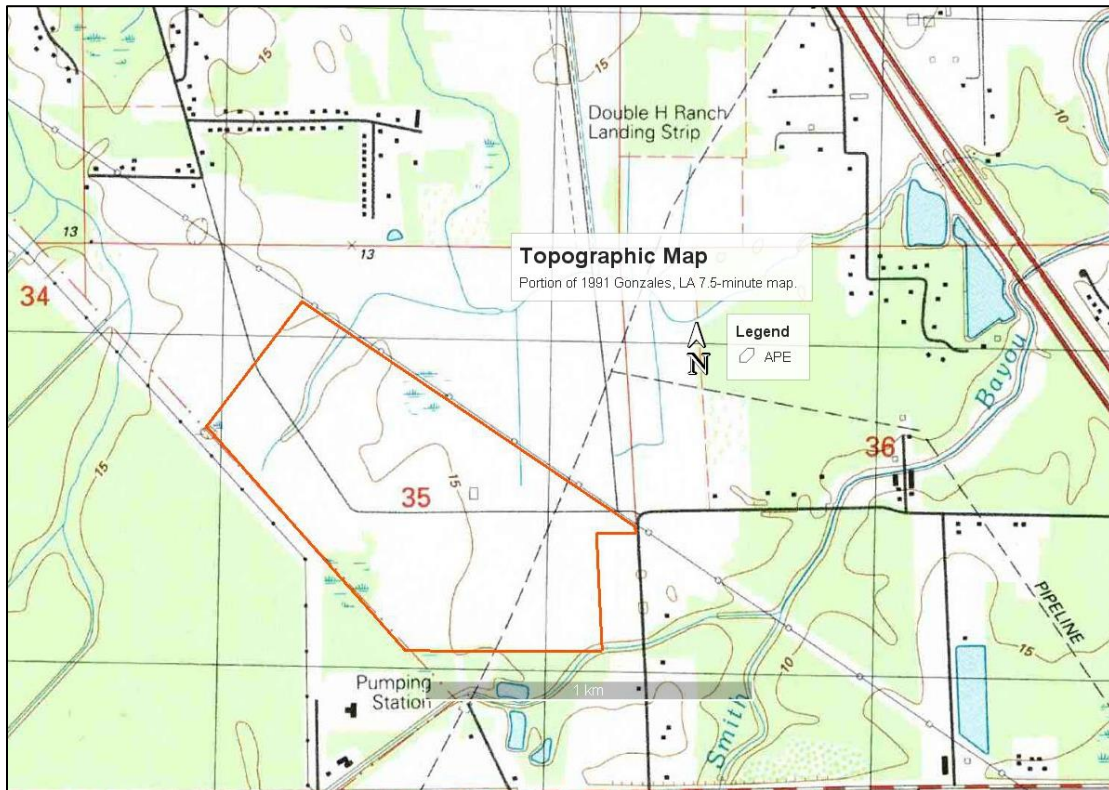 15
15
10
Double H Ranch
Landing Strip
13
13
34
Topographic Map
Portion of 1991 Gonzales, LA 7.5-minute map.
N
Legend
APE
Bayou
36
15
15
35
PIPELINE
15
10
Pumping
Station
1 km
Smith